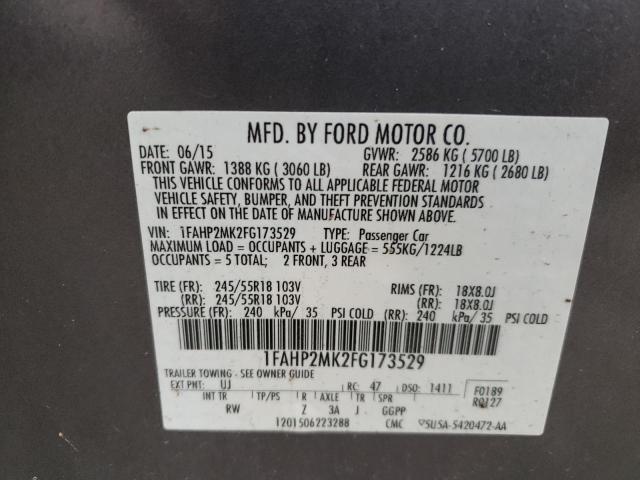 MFD. BY FORD MOTOR CO.
DATE: 06/15 GVWR: 2586 KG ( 5700 LB)
FRONT GAWR: 1388 KG ( 3060 LB) REAR GAWR: 1216 KG ( 2680 LB)
THIS VEHICLE CONFORMS TO ALL APPLICABLE FEDERAL MOTOR
VEHICLE SAFETY, BUMPER, AND THEFT PREVENTION STANDARDS
IN EFFECT ON THE DATE OF MANUFACTURE SHOWN ABOVE.
VIN: 1FAHP2MK2FG173529 TYPE: Passenger Car
MAXIMUM LOAD = OCCUPANTS + LUGGAGE = 555KG/1224LB
OCCUPANTS = 5 TOTAL; 2 FRONT, 3 REAR
TIRE (FR): 245/55R18 103V RIMS (FR): 18X8.0J
(RR): 245/55R18 103V (RR): 18X8.0J
PRESSURE (FR): 240 kPa/ 35 PSI COLD (RR): 240 kPa/ 35 PSI COLD
1FAHP2MK2FG173529
TRAILER TOWING - SEE OWNER GUIDE
EXT PNT: UJ RC: 47 DSO: 1411 F0189
INT TR TP/PS R AXLE TR SPR R0127
RW Z 3A J GGPP
1201506223288 CMC ♡5U5A-5420472-AA